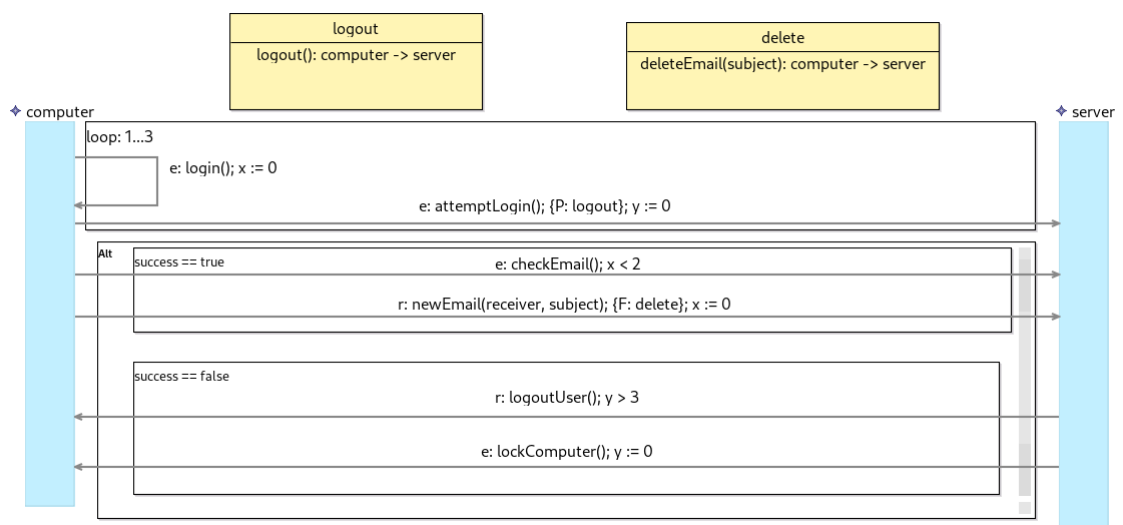 logout
logout(): computer -> server
delete
deleteEmail(subject): computer -> server
computer
server
loop: 1...3
e: login(); x := 0
e: attemptLogin(); {P: logout}; y := 0
Alt
success == true
e: checkEmail(); x < 2
r: newEmail(receiver, subject); {F: delete}; x := 0
success == false
r: logoutUser(); y > 3
e: lockComputer(); y := 0